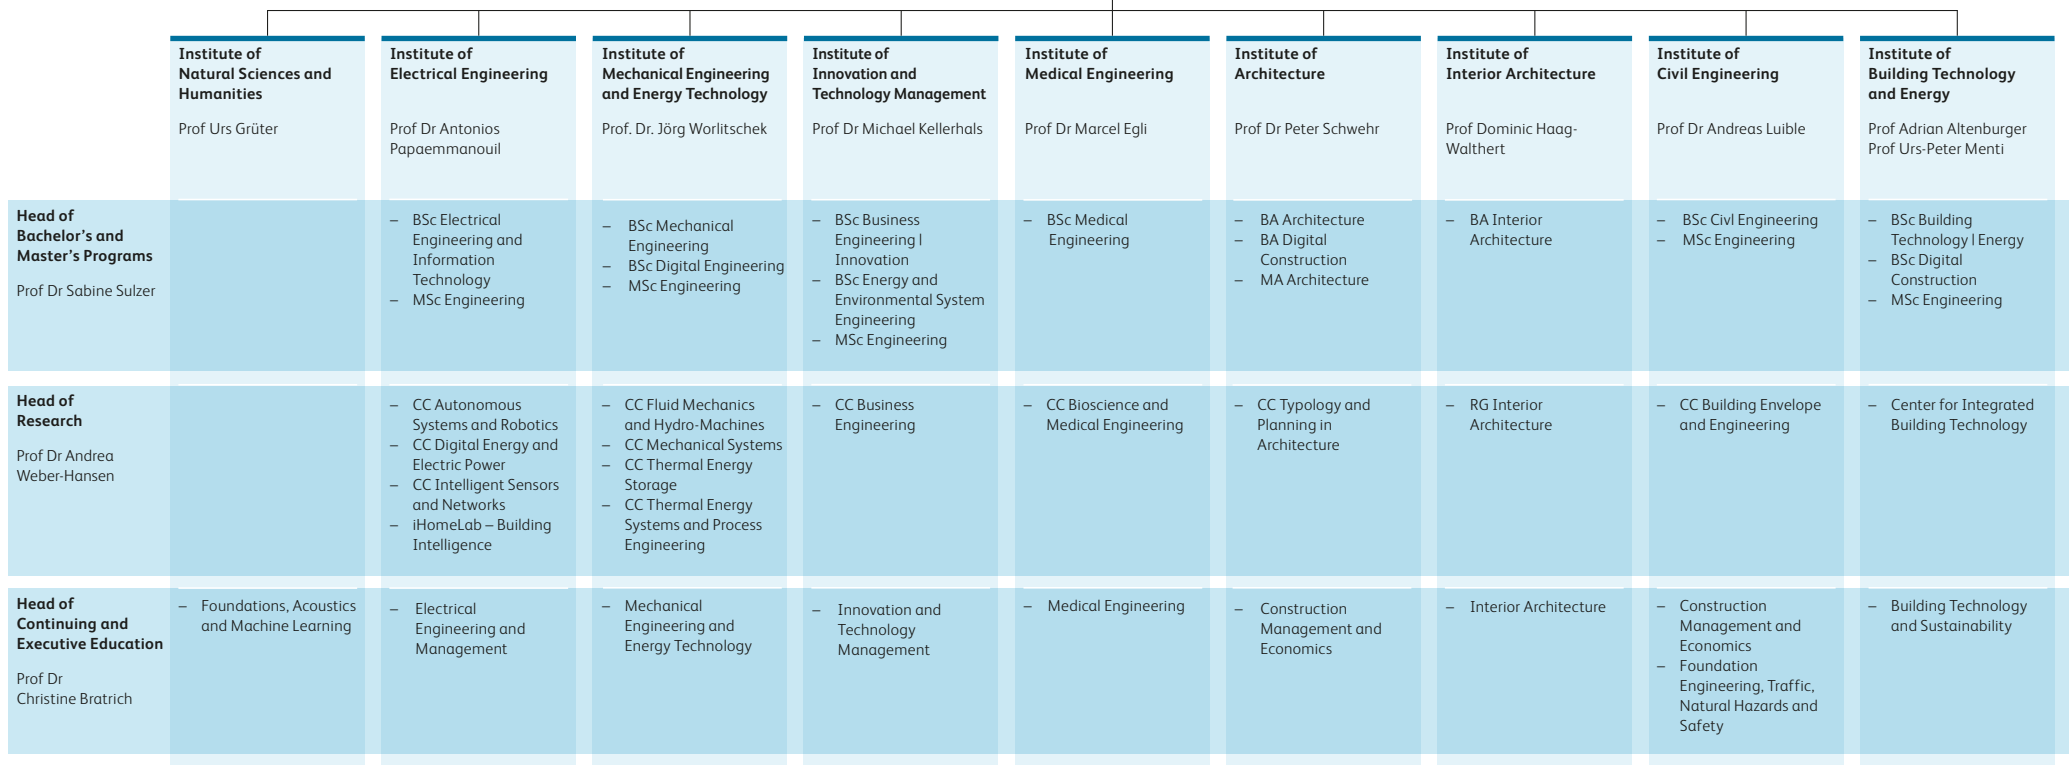 Institute of
Natural Sciences and
Humanities
Prof Urs Grüter
Institute of
Electrical Engineering
Prof Dr Antonios
Papaemmanouil
Institute of
Mechanical Engineering
and Energy Technology
Prof. Dr. Jörg Worlitschek
Institute of
Innovation and
Technology Management
Prof Dr Michael Kellerhals
Institute of
Medical Engineering
Prof Dr Marcel Egli
Institute of
Architecture
Prof Dr Peter Schwehr
Institute of
Interior Architecture
Prof Dominic Haag-
Walthert
Institute of
Civil Engineering
Prof Dr Andreas Luible
Institute of
Building Technology
and Energy
Prof Adrian Altenburger
Prof Urs-Peter Menti
Head of
Bachelor's and
Master's Programs
Prof Dr Sabine Sulzer
– BSc Electrical
Engineering and
Information
Technology
– MSc Engineering
– BSc Mechanical
Engineering
– BSc Digital Engineering
– MSc Engineering
– BSc Business
Engineering |
Innovation
– BSc Energy and
Environmental System
Engineering
– MSc Engineering
– BSc Medical
Engineering
– BA Architecture
– BA Digital
Construction
– MA Architecture
– BA Interior
Architecture
– BSc Civl Engineering
– MSc Engineering
– BSc Building
Technology | Energy
– BSc Digital
Construction
– MSc Engineering
Head of
Research
Prof Dr Andrea
Weber-Hansen
– CC Autonomous
Systems and Robotics
– CC Digital Energy and
Electric Power
– CC Intelligent Sensors
and Networks
– iHomeLab – Building
Intelligence
– CC Fluid Mechanics
and Hydro-Machines
– CC Mechanical Systems
– CC Thermal Energy
Storage
– CC Thermal Energy
Systems and Process
Engineering
– CC Business
Engineering
– CC Bioscience and
Medical Engineering
– CC Typology and
Planning in
Architecture
– RG Interior
Architecture
– CC Building Envelope
and Engineering
– Center for Integrated
Building Technology
Head of
Continuing and
Executive Education
Prof Dr
Christine Bratrich
– Foundations, Acoustics
and Machine Learning
– Electrical
Engineering and
Management
– Mechanical
Engineering and
Energy Technology
– Innovation and
Technology
Management
– Medical Engineering
– Construction
Management and
Economics
– Interior Architecture
– Construction
Management and
Economics
– Foundation
Engineering, Traffic,
Natural Hazards and
Safety
– Building Technology
and Sustainability